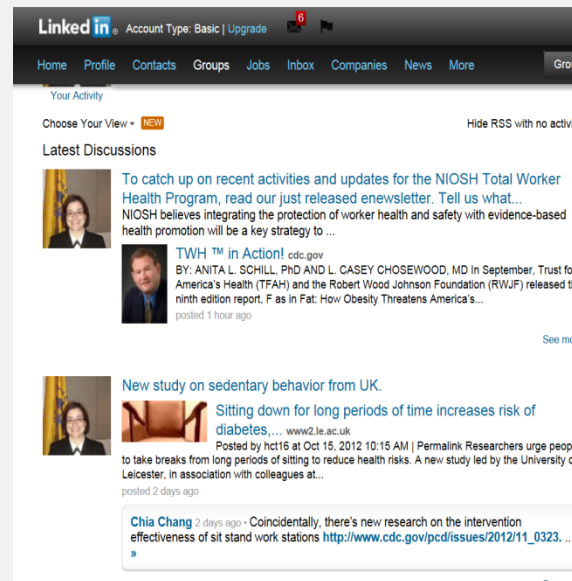 Linked in ® Account Type: Basic | Upgrade 6
Home Profile Contacts Groups Jobs Inbox Companies News More Grou
Your Activity
Choose Your View NEW Hide RSS with no activi
Latest Discussions
To catch up on recent activities and updates for the NIOSH Total Worker
Health Program, read our just released enewsletter. Tell us what...
NIOSH believes integrating the protection of worker health and safety with evidence-based
health promotion will be a key strategy to ...
TWH ™ in Action! cdc.gov
BY: ANITA L. SCHILL, PhD AND L. CASEY CHOSEWOOD, MD In September, Trust fo
America's Health (TFAH) and the Robert Wood Johnson Foundation (RWJF) released t
ninth edition report, F as in Fat: How Obesity Threatens America's...
posted 1 hour ago
See mo
New study on sedentary behavior from UK.
Sitting down for long periods of time increases risk of
diabetes,... www2.le.ac.uk
Posted by hct16 at Oct 15, 2012 10:15 AM | Permalink Researchers urge peop
to take breaks from long periods of sitting to reduce health risks. A new study led by the University o
Leicester, in association with colleagues at...
posted 2 days ago
Chia Chang 2 days ago • Coincidentally, there's new research on the intervention
effectiveness of sit stand work stations http://www.cdc.gov/pcd/issues/2012/11_0323. ...
»